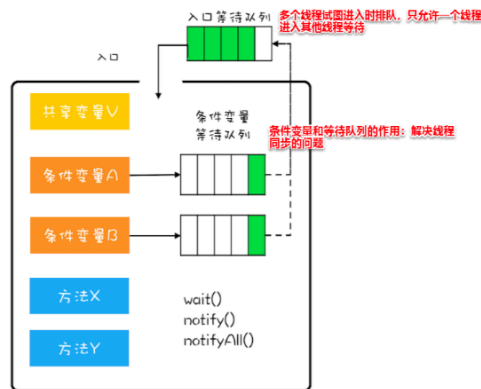 入口等待队列
多个线程试图进入时排队，只允许一个线程
进入其他线程等待
入口
共享变量V
条件变量
等待队列
条件变量和等待队列的作用：解决线程
同步的问题
条件变量A
条件变量B
方法X
方法Y
wait()
notify()
notifyAll()